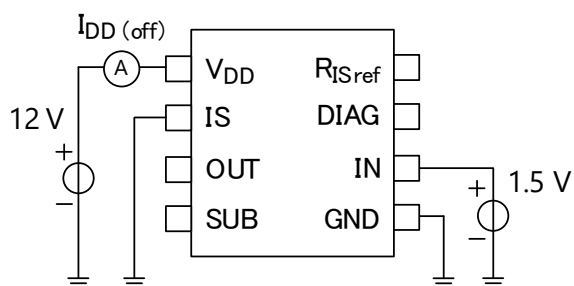 IDD (off)
A
VDD
RISref
12 V
IS
DIAG
+
OUT
IN
+
1.5 V
−
SUB
GND
−